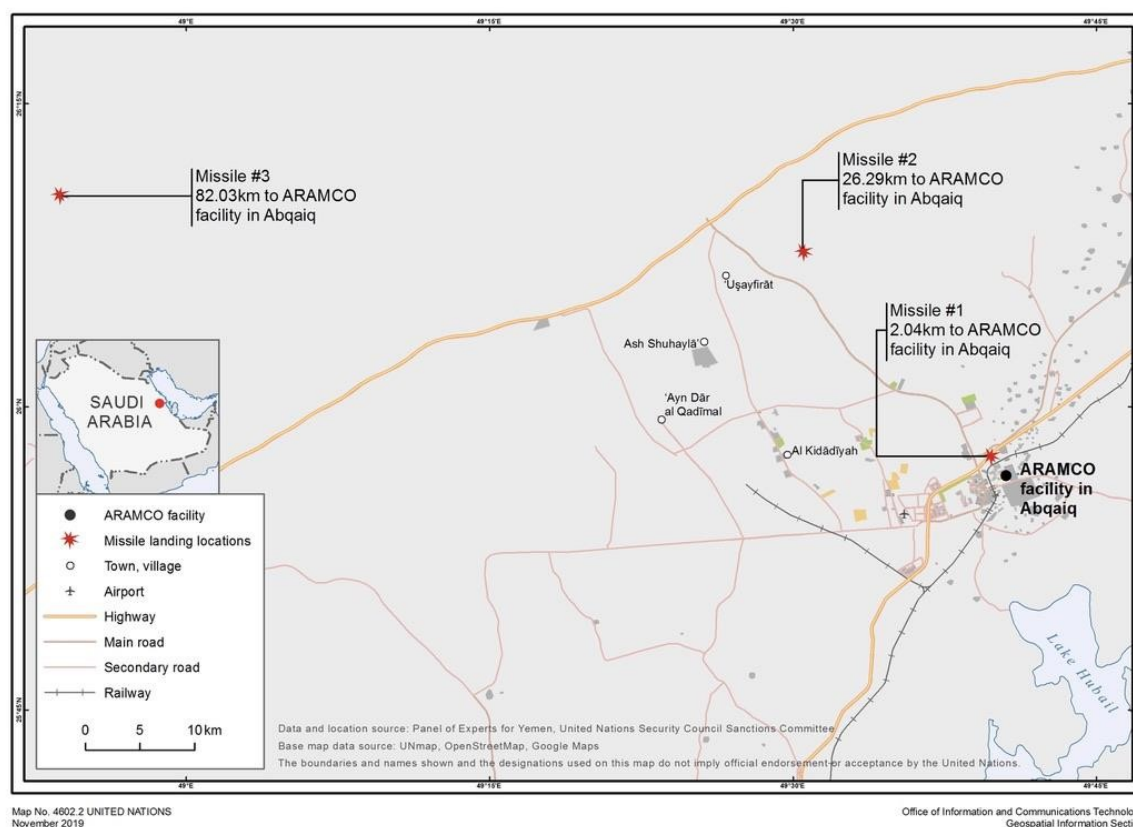 49°E
49°15'E
49°30'E
49°45'E
26°15'N
Missile #3
82.03km to ARAMCO
facility in Abqaiq
Missile #2
26.29km to ARAMCO
facility in Abqaiq
'Uşayfirāt
Missile #1
2.04km to ARAMCO
facility in Abqaiq
Ash Shuhaylā'
26°N
26°N
'Ayn Dār
al Qadīmal
Al Kidādīyah
ARAMCO
facility in
Abqaiq
SAUDI
ARABIA
ARAMCO facility
Missile landing locations
Town, village
Airport
Highway
Main road
Secondary road
Railway
0 5 10 km
Lake Hubail
25°45'N
Data and location source: Panel of Experts for Yemen, United Nations Security Council Sanctions Committee
Base map data source: UNmap, OpenStreetMap, Google Maps
The boundaries and names shown and the designations used on this map do not imply official endorsement or acceptance by the United Nations.
49°E
49°15'E
49°30'E
49°45'E
Map No. 4602.2 UNITED NATIONS
November 2019
Office of Information and Communications Technolo
Geospatial Information Secti